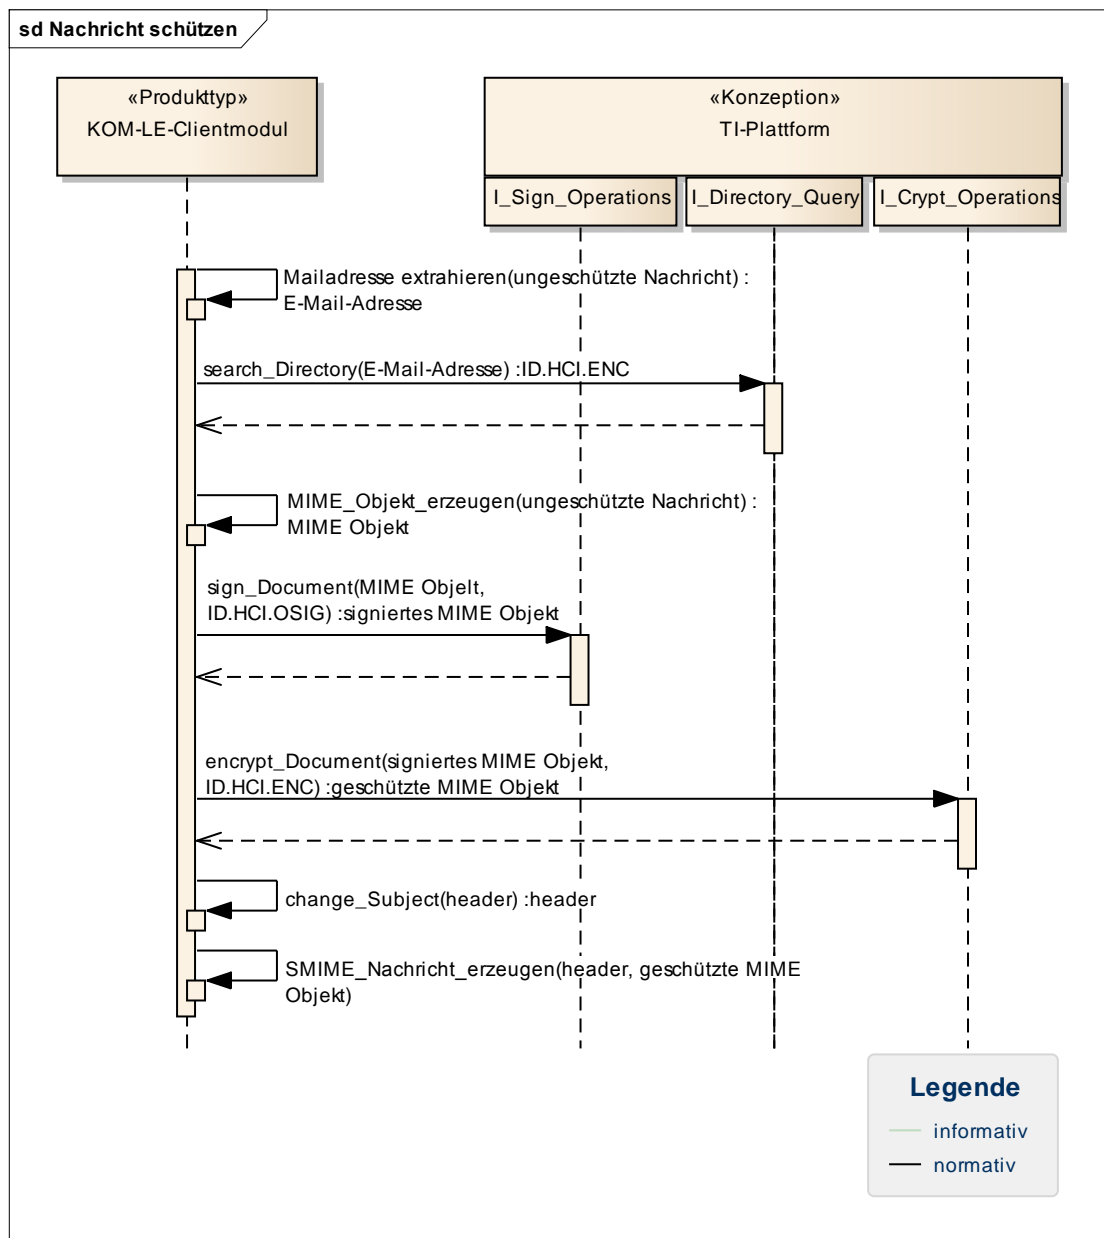 sd Nachricht schützen
«Produkttyp»
KOM-LE-Clientmodul
«Konzeption»
TI-Plattform
I_Sign_Operations
I_Directory_Query
I_Crypt_Operations
Mailadresse extrahieren(ungeschützte Nachricht) :
E-Mail-Adresse
search_Directory(E-Mail-Adresse) :ID.HCI.ENC
MIME_Objekt_erzeugen(ungeschützte Nachricht) :
MIME Objekt
sign_Document(MIME Objelt,
ID.HCI.OSIG) :signiertes MIME Objekt
encrypt_Document(signiertes MIME Objekt,
ID.HCI.ENC) :geschützte MIME Objekt
change_Subject(header) :header
SMIME_Nachricht_erzeugen(header, geschützte MIME
Objekt)
Legende
informativ
normativ